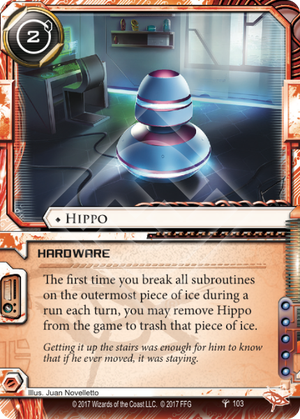 2
♦ Hippo
HARDWARE
The first time you break all subroutines
on the outermost piece of ice during a
run each turn, you may remove Hippo
from the game to trash that piece of ice.
Getting it up the stairs was enough for him to know
that if he ever moved, it was staying.
Illus. Juan Novelletto
© 2017 Wizards of the Coast LLC. © 2017 FFG 103